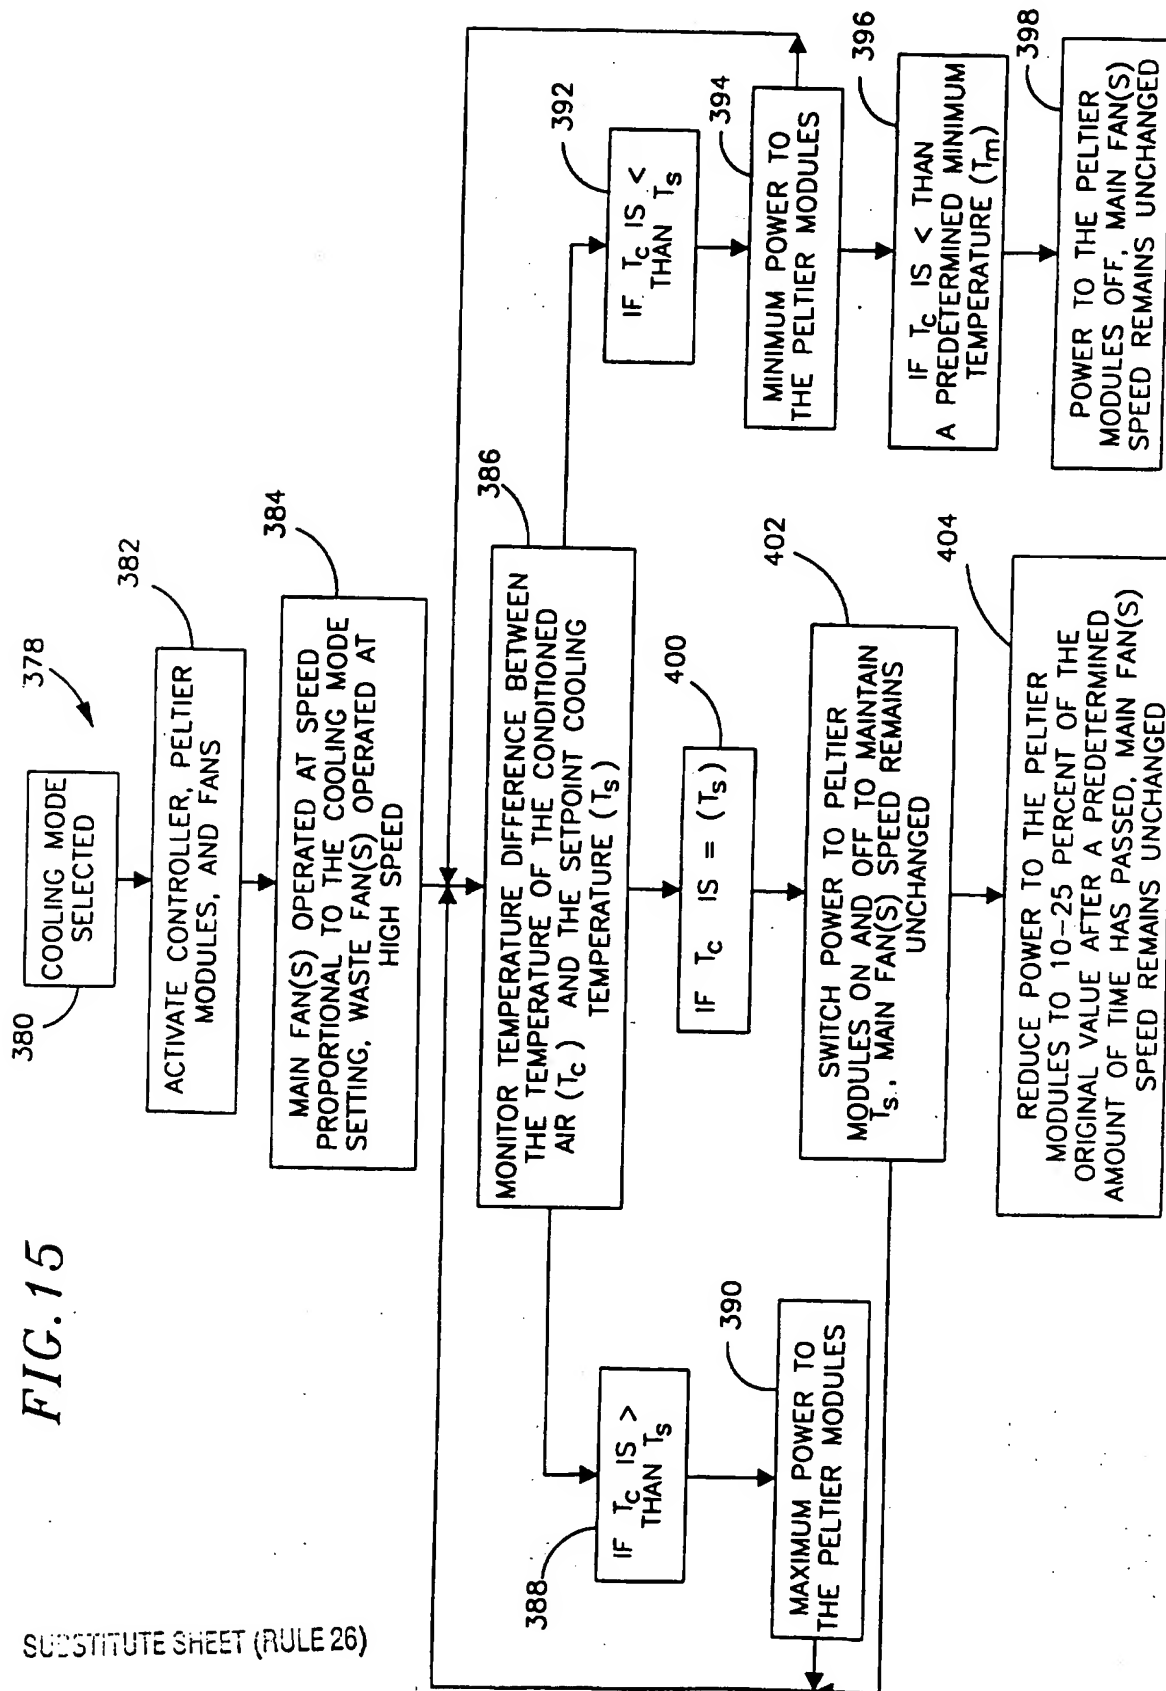 FIG. 15
378
380
COOLING MODE
SELECTED
382
ACTIVATE CONTROLLER, PELTIER
MODULES, AND FANS
384
MAIN FAN(S) OPERATED AT SPEED
PROPORTIONAL TO THE COOLING MODE
SETTING, WASTE FAN(S) OPERATED AT
HIGH SPEED
386
MONITOR TEMPERATURE DIFFERENCE BETWEEN
THE TEMPERATURE OF THE CONDITIONED
AIR (Tc) AND THE SETPOINT COOLING
TEMPERATURE (Ts)
388
IF Tc IS >
THAN Ts
390
MAXIMUM POWER TO
THE PELTIER MODULES
400
IF Tc IS = (Ts)
402
SWITCH POWER TO PELTIER
MODULES ON AND OFF TO MAINTAIN
Ts., MAIN FAN(S) SPEED REMAINS
UNCHANGED
404
REDUCE POWER TO THE PELTIER
MODULES TO 10-25 PERCENT OF THE
ORIGINAL VALUE AFTER A PREDETERMINED
AMOUNT OF TIME HAS PASSED, MAIN FAN(S)
SPEED REMAINS UNCHANGED
392
IF Tc IS <
THAN Ts
394
MINIMUM POWER TO
THE PELTIER MODULES
396
IF Tc IS < THAN
A PREDETERMINED MINIMUM
TEMPERATURE (Tm)
398
POWER TO THE PELTIER
MODULES OFF, MAIN FAN(S)
SPEED REMAINS UNCHANGED
SUBSTITUTE SHEET (RULE 26)